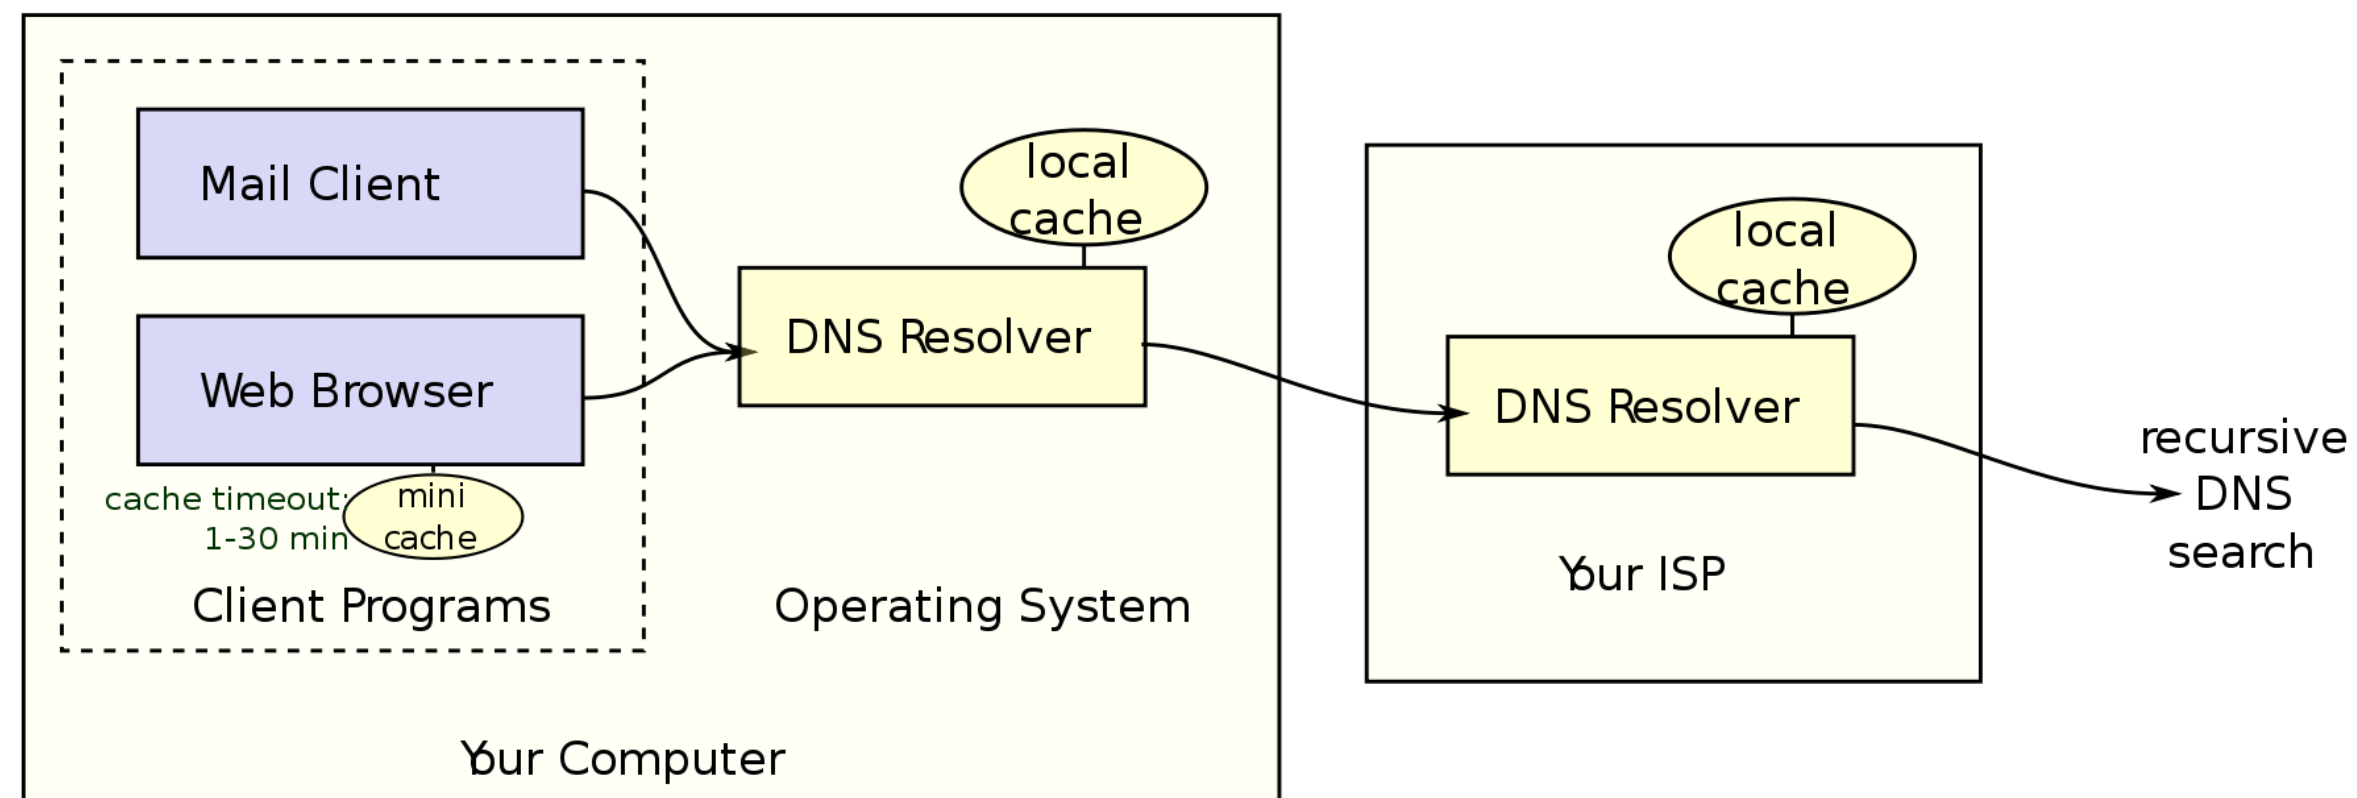 Mail Client
Web Browser
cache timeout:
1-30 min
mini
cache
Client Programs
local
cache
DNS Resolver
Operating System
Your Computer
local
cache
DNS Resolver
Your ISP
recursive
DNS
search